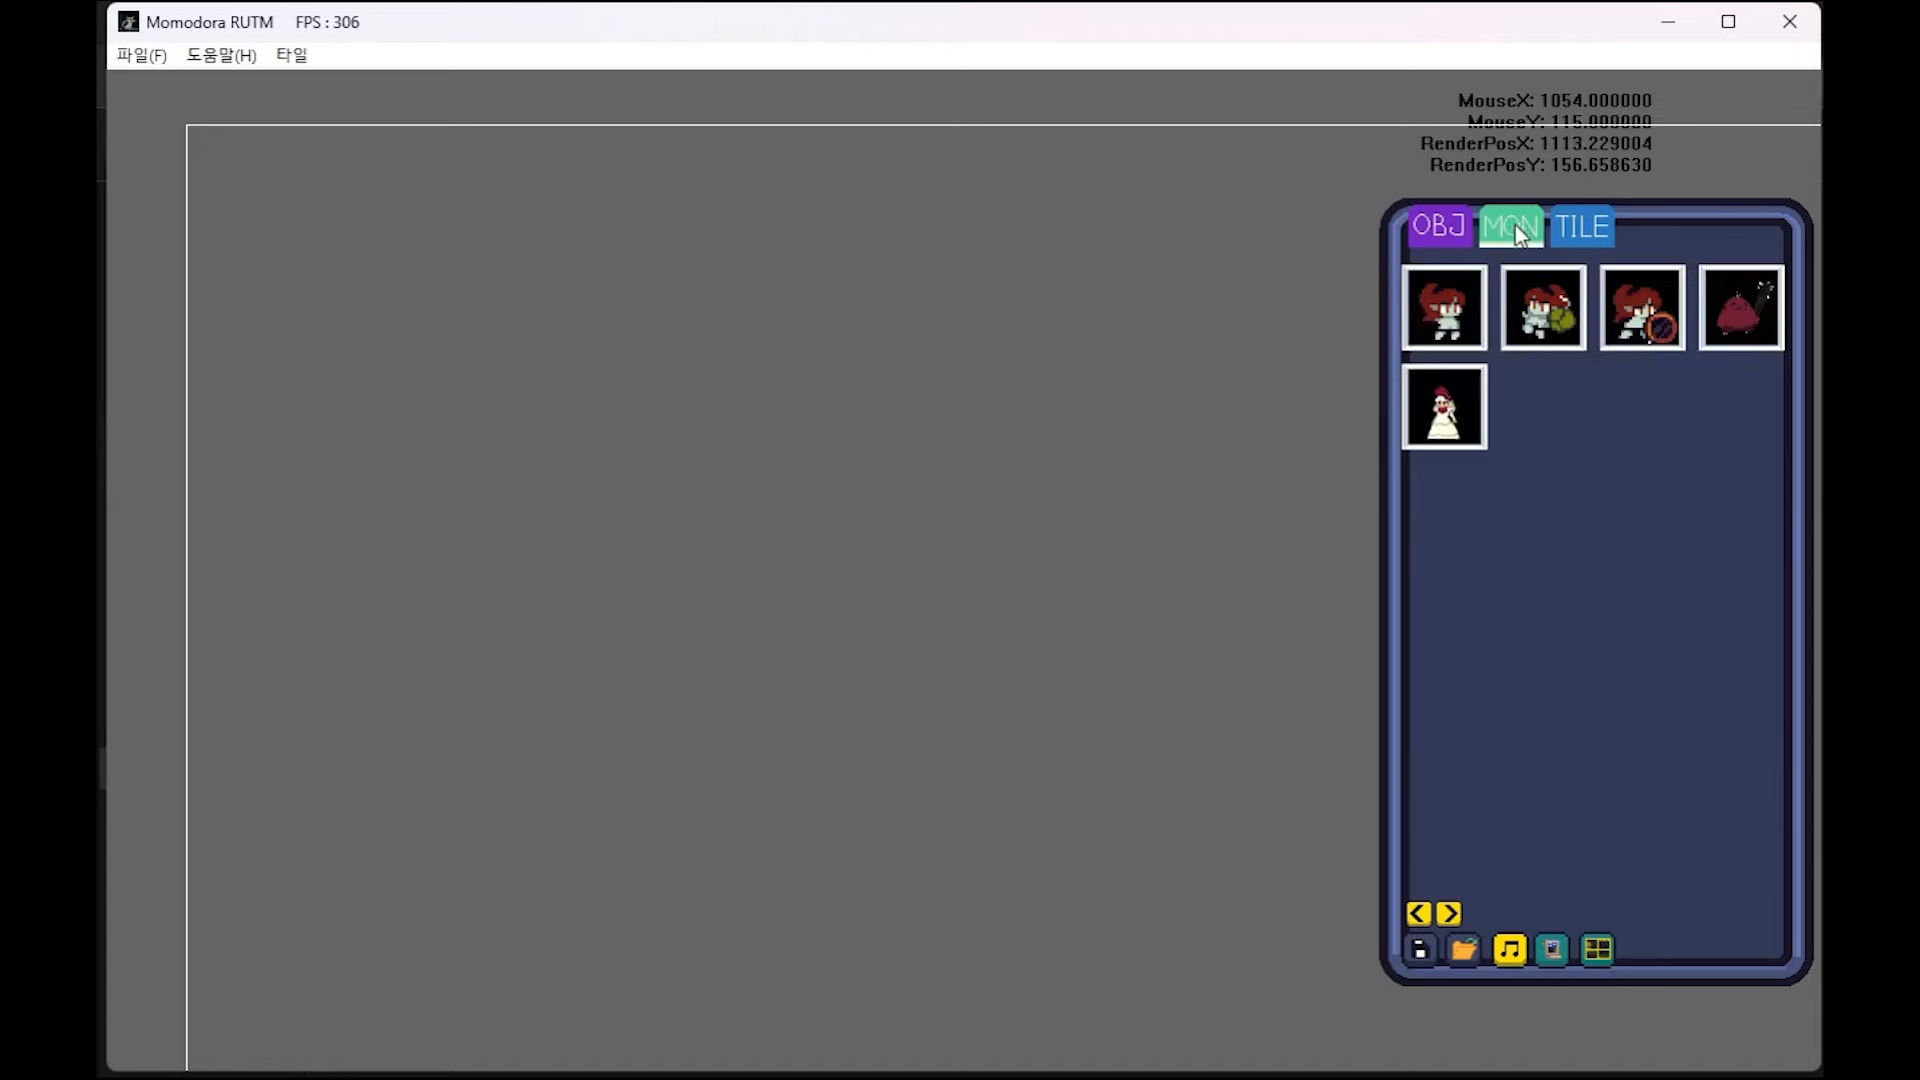 Momodora RUTM FPS : 306
파일(F) 도움말(H) 타일
MouseX: 1054.000000
MouseY: 115.000000
RenderPosX: 1113.229004
RenderPosY: 156.658630
OBJ MON TILE